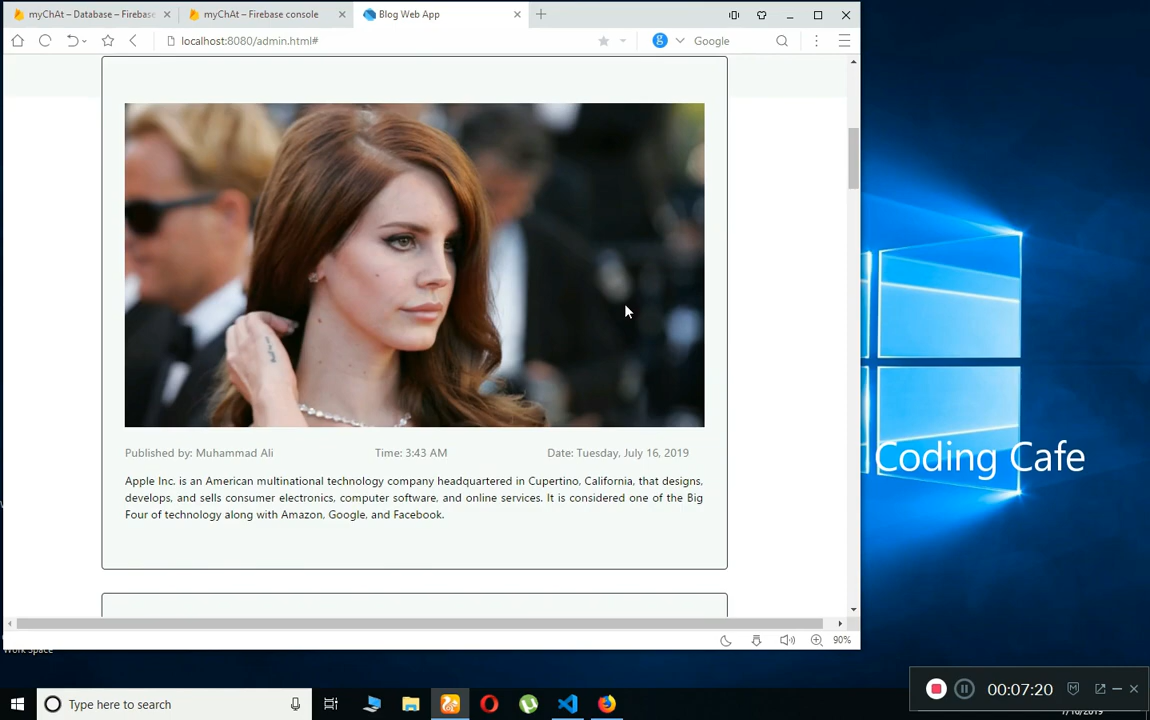 myChAt – Database – Firebase
myChAt – Firebase console
Blog Web App
localhost:8080/admin.html#
Google
Published by: Muhammad Ali
Time: 3:43 AM
Date: Tuesday, July 16, 2019
Apple Inc. is an American multinational technology company headquartered in Cupertino, California, that designs,
develops, and sells consumer electronics, computer software, and online services. It is considered one of the Big
Four of technology along with Amazon, Google, and Facebook.
Coding Cafe
90%
Work Space
Type here to search
00:07:20